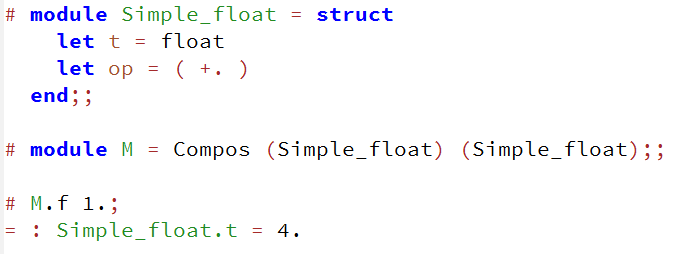 # module Simple_float = struct
let t = float
let op = ( +. )
end;;
# module M = Compos (Simple_float) (Simple_float);;
# M.f 1.;
= : Simple_float.t = 4.